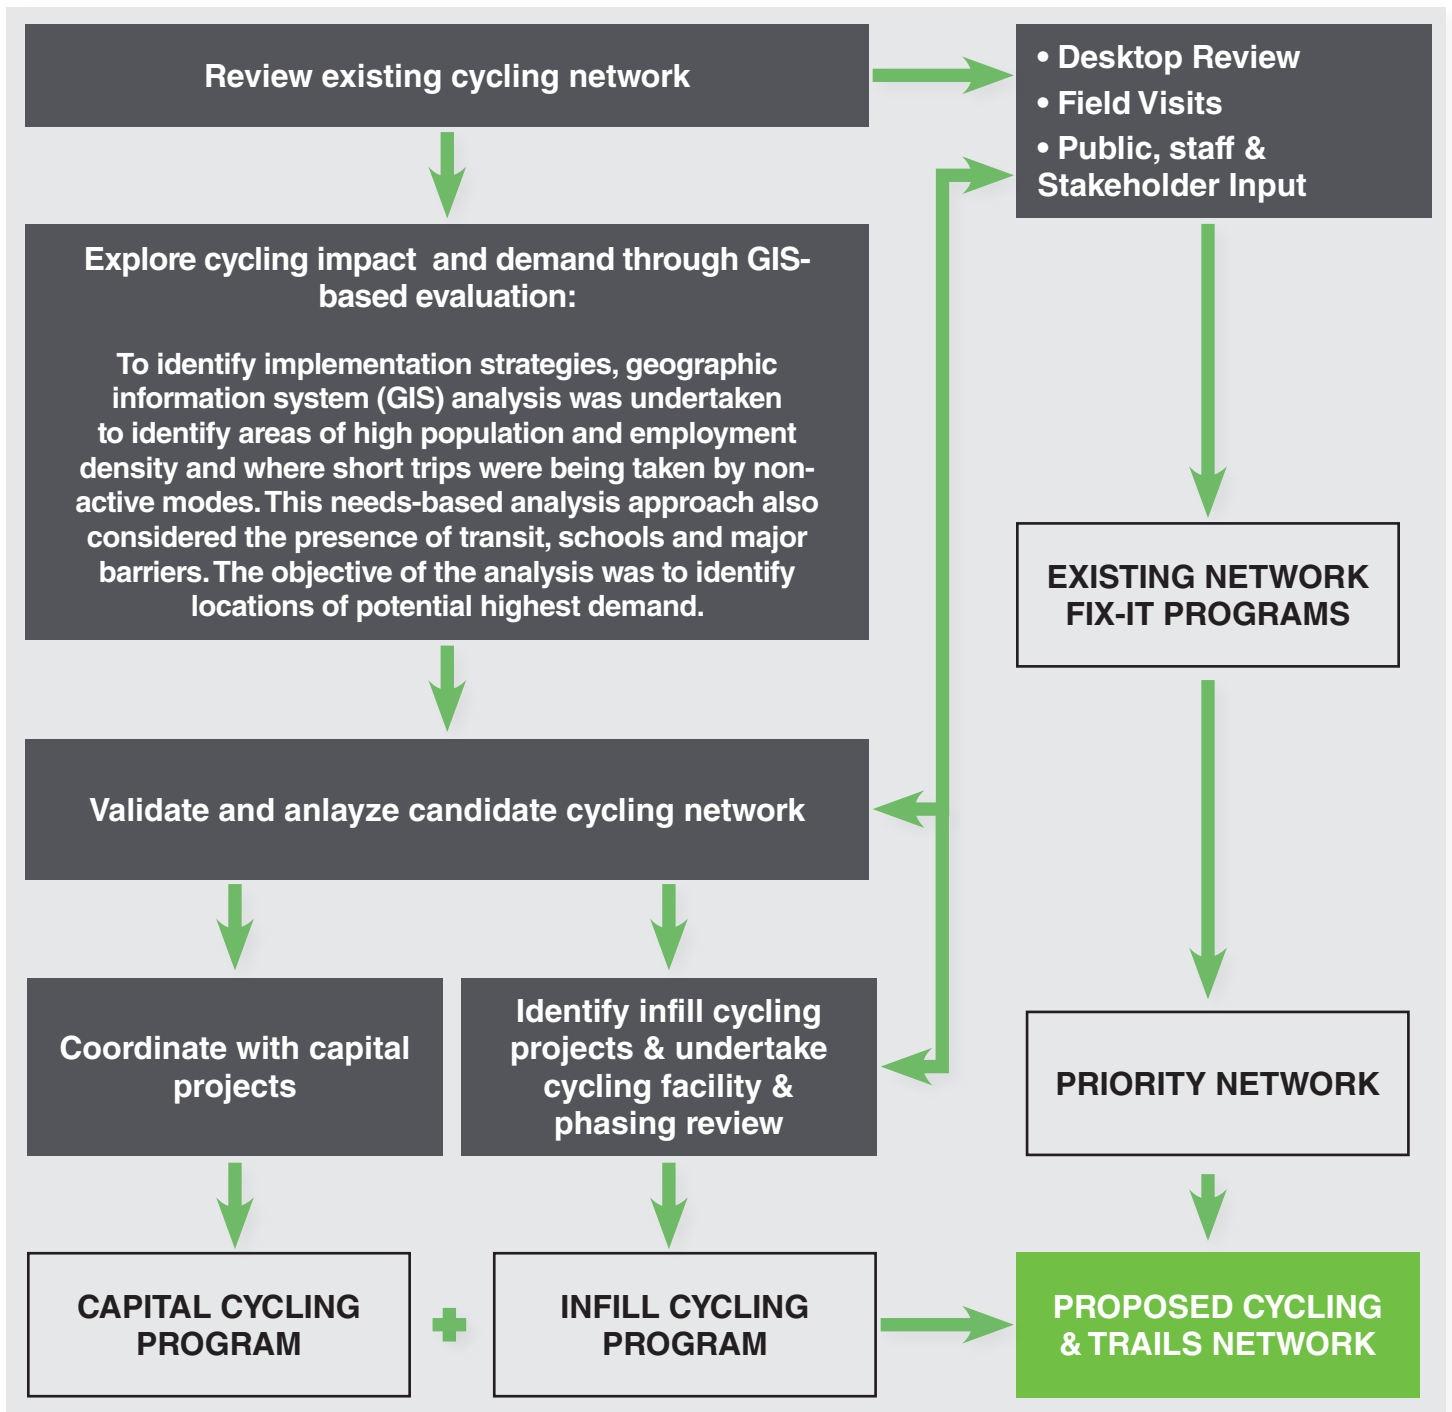 Review existing cycling network
• Desktop Review
• Field Visits
• Public, staff &
Stakeholder Input
Explore cycling impact and demand through GIS-
based evaluation:
To identify implementation strategies, geographic
information system (GIS) analysis was undertaken
to identify areas of high population and employment
density and where short trips were being taken by non-
active modes. This needs-based analysis approach also
considered the presence of transit, schools and major
barriers. The objective of the analysis was to identify
locations of potential highest demand.
EXISTING NETWORK
FIX-IT PROGRAMS
Validate and anlayze candidate cycling network
Coordinate with capital
projects
Identify infill cycling
projects & undertake
cycling facility &
phasing review
PRIORITY NETWORK
CAPITAL CYCLING
PROGRAM
INFILL CYCLING
PROGRAM
PROPOSED CYCLING
& TRAILS NETWORK